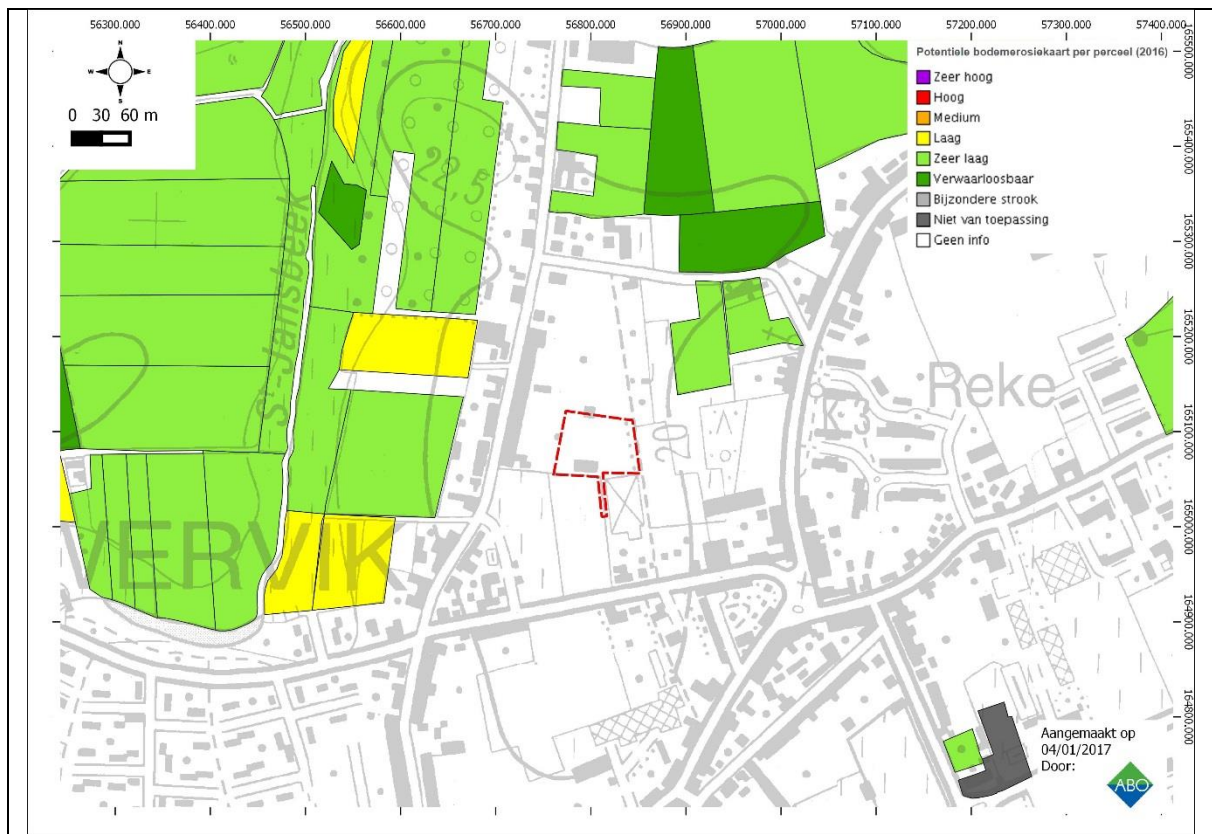 56300.000 56400.000 56500.000 56600.000 56700.000 56800.000 56900.000 57000.000 57100.000 57200.000 57300.000 57400.000
N
W E
S
0 30 60 m
Potentiele bodemerosiekaart per perceel (2016)
Zeer hoog
Hoog
Medium
Laag
Zeer laag
Verwaarloosbaar
Bijzondere strook
Niet van toepassing
Geen info
165500.000
165400.000
165300.000
165200.000
165100.000
165000.000
164900.000
164800.000
22,5
St-Jansbeek
20
K3
Reke
WERVIK
Aangemaakt op
04/01/2017
Door:
ABO